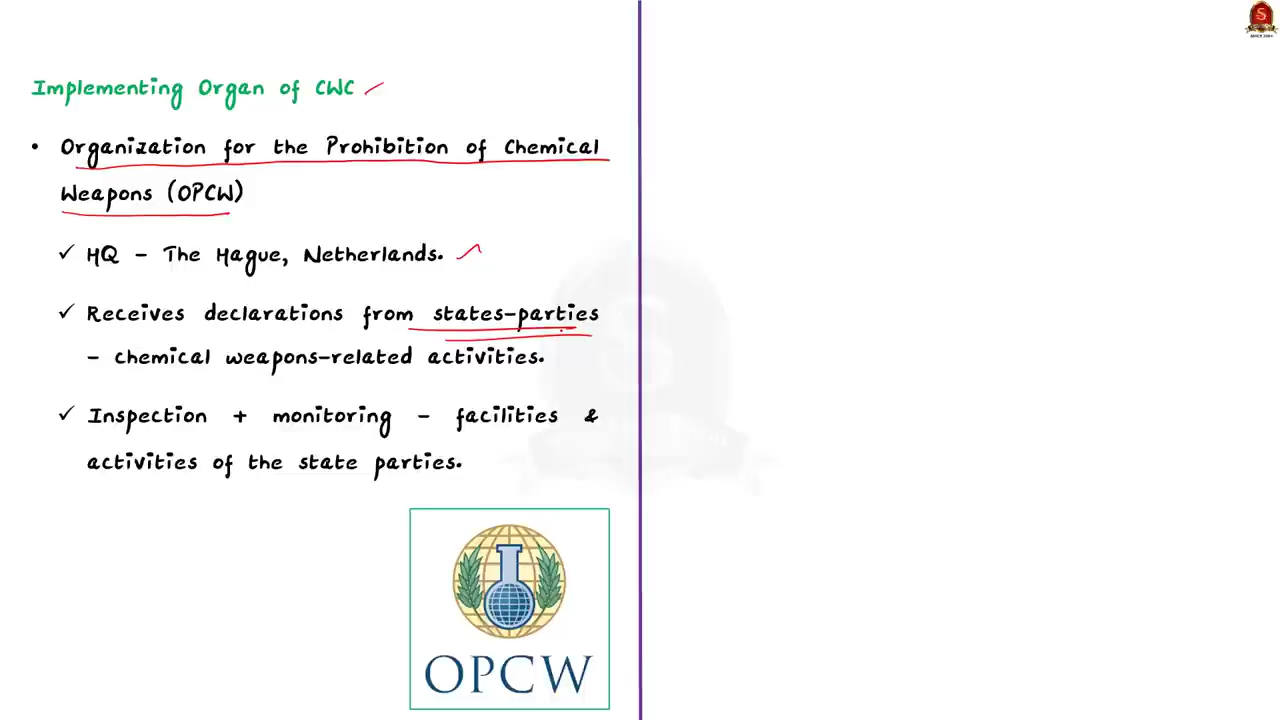 Implementing Organ of CWC
• Organization for the Prohibition of Chemical
Weapons (OPCW)
✓ HQ – The Hague, Netherlands.
✓ Receives declarations from states-parties
– chemical weapons-related activities.
✓ Inspection + monitoring – facilities &
activities of the state parties.
OPCW